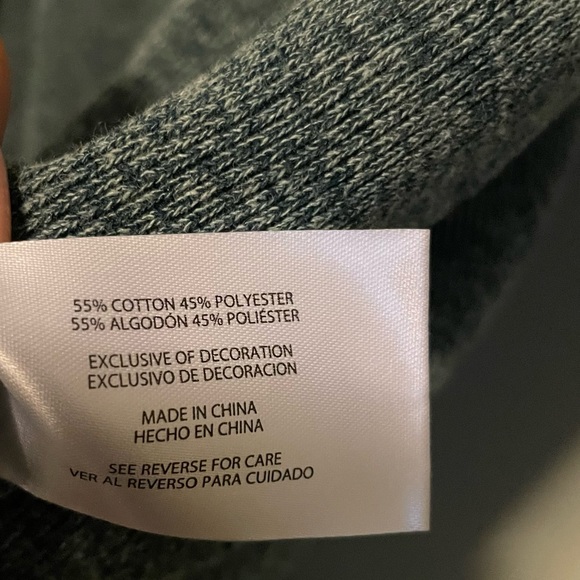 55% COTTON 45% POLYESTER
55% ALGODÓN 45% POLIÉSTER
EXCLUSIVE OF DECORATION
EXCLUSIVO DE DECORACION
MADE IN CHINA
HECHO EN CHINA
SEE REVERSE FOR CARE
VER AL REVERSO PARA CUIDADO